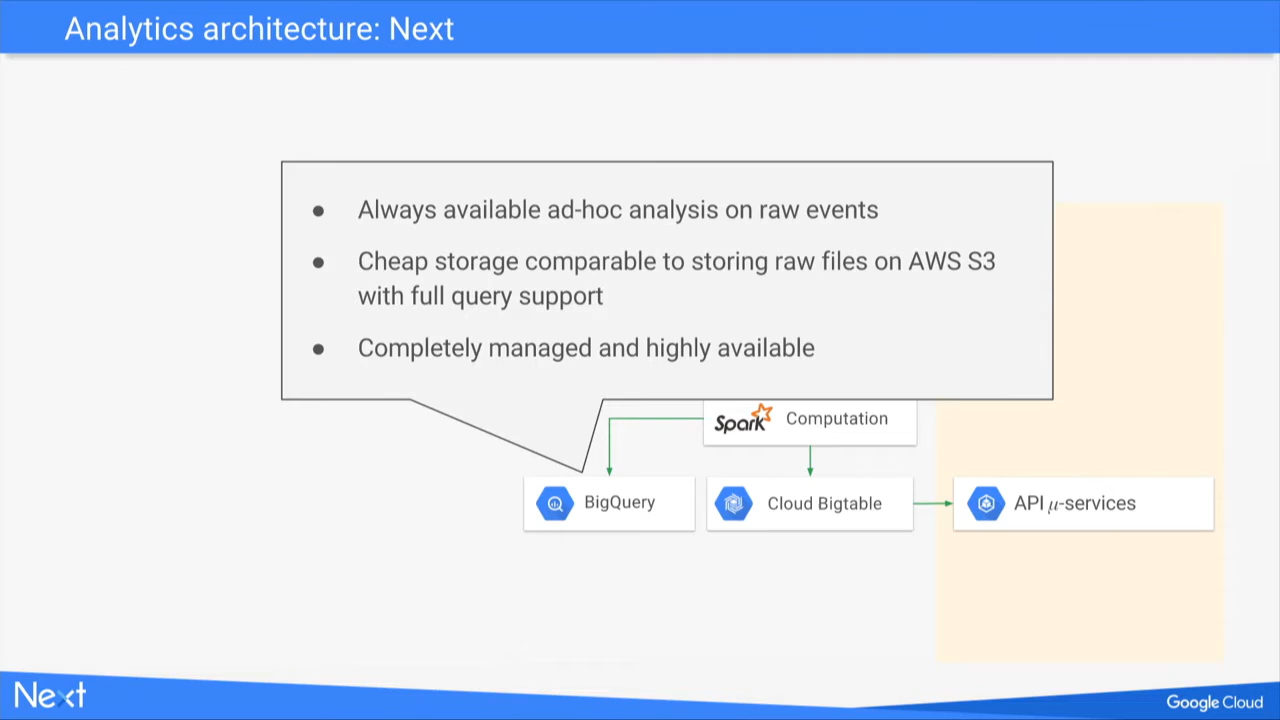 Analytics architecture: Next
● Always available ad-hoc analysis on raw events
● Cheap storage comparable to storing raw files on AWS S3
with full query support
● Completely managed and highly available
Spark Computation
BigQuery
Cloud Bigtable
API μ-services
Next
Google Cloud